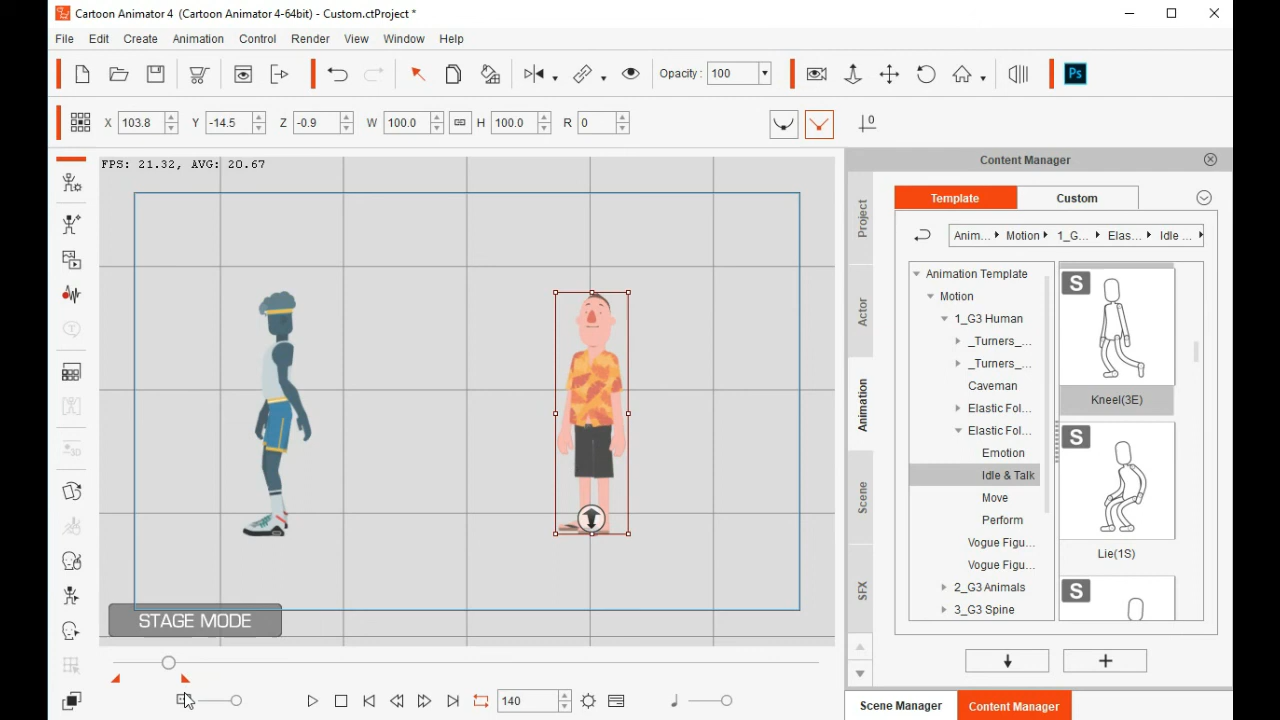 Cartoon Animator 4 (Cartoon Animator 4-64bit) - Custom.ctProject *
File Edit Create Animation Control Render View Window Help
Opacity : 100
Ps
X 103.8 Y -14.5 Z -0.9 W 100.0 H 100.0 R 0
0
FPS: 21.32, AVG: 20.67
Content Manager
Template Custom
Anim... Motion 1_G... Elas... Idle ...
Project
Actor
Animation
Scene
SFX
Animation Template
Motion
1_G3 Human
_Turners_...
_Turners_...
Caveman
Elastic Fol...
Elastic Fol...
Emotion
Idle & Talk
Move
Perform
Vogue Figu...
Vogue Figu...
2_G3 Animals
3_G3 Spine
S
Kneel(3E)
S
Lie(1S)
S
3D
STAGE MODE
140
Scene Manager Content Manager